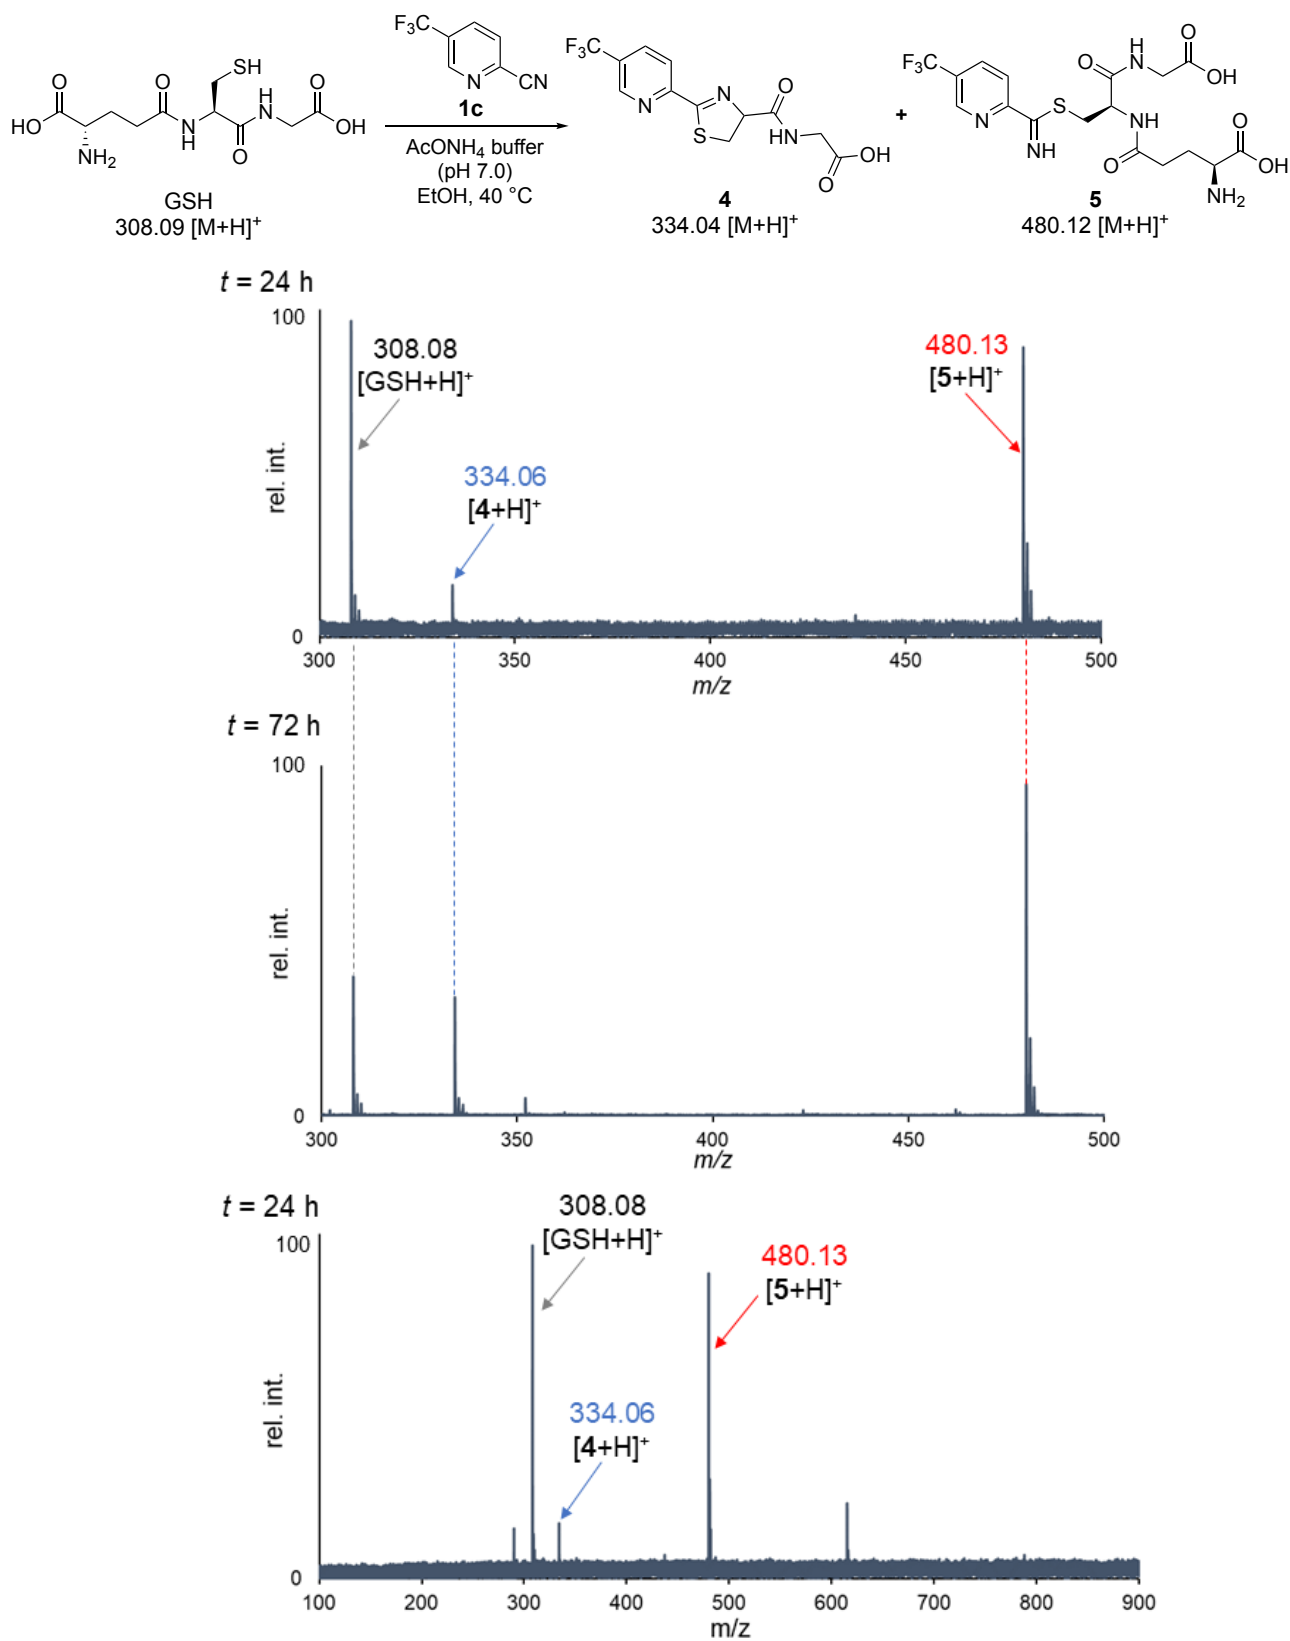 F₃C
N
CN
1c
AcONH₄ buffer
(pH 7.0)
EtOH, 40 °C
O
HO
NH₂
O
N
H
SH
O
H
N
O
OH
GSH
308.09 [M+H]⁺
F₃C
N
N
S
O
HN
O
OH
4
334.04 [M+H]⁺
+
F₃C
N
S
NH
O
H
N
O
OH
NH
O
O
OH
NH₂
5
480.12 [M+H]⁺
t = 24 h
100
0
rel. int.
308.08
[GSH+H]⁺
334.06
[4+H]⁺
480.13
[5+H]⁺
300 350 400 450 500
m/z
t = 72 h
100
0
rel. int.
300 350 400 450 500
m/z
t = 24 h
100
0
rel. int.
308.08
[GSH+H]⁺
334.06
[4+H]⁺
480.13
[5+H]⁺
100 200 300 400 500 600 700 800 900
m/z